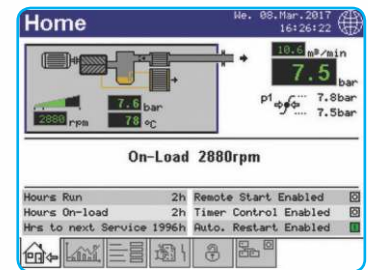 Home
We. 08.Mar.2017
16:26:22
10.6 m³/min
7.5 bar
p1
7.8bar
7.5bar
7.6 bar
2880 rpm
78 °C
On-Load 2880rpm
Hours Run 2h Remote Start Enabled
Hours On-load 2h Timer Control Enabled
Hrs to next Service 1996h Auto. Restart Enabled